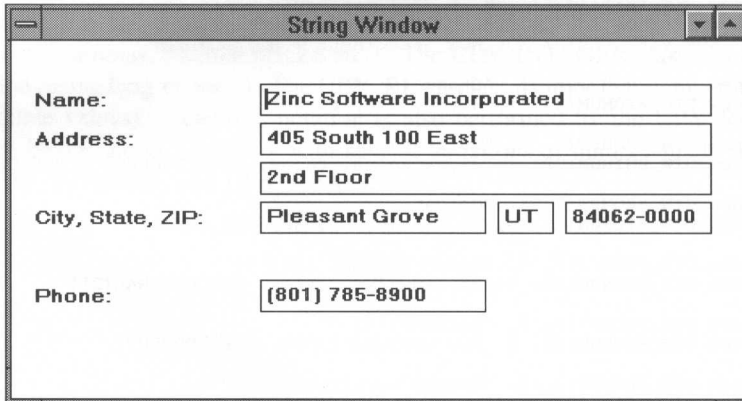 String Window
Name: Zinc Software Incorporated
Address: 405 South 100 East
2nd Floor
City, State, ZIP: Pleasant Grove UT 84062-0000
Phone: (801) 785-8900